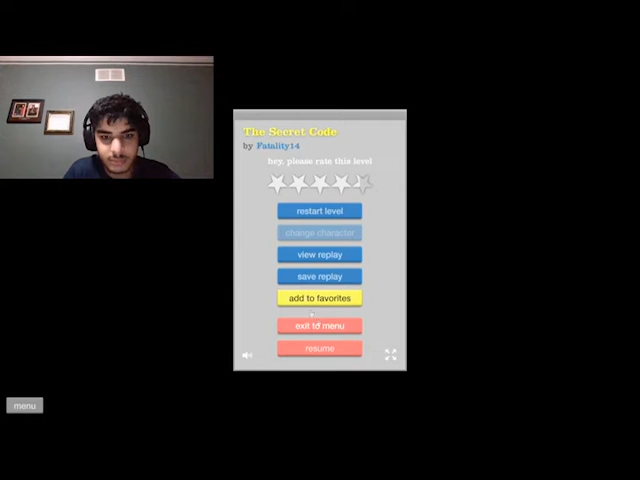 The Secret Code
by Fatality14
hey, please rate this level
restart level
change character
view replay
save replay
add to favorites
exit to menu
resume
menu